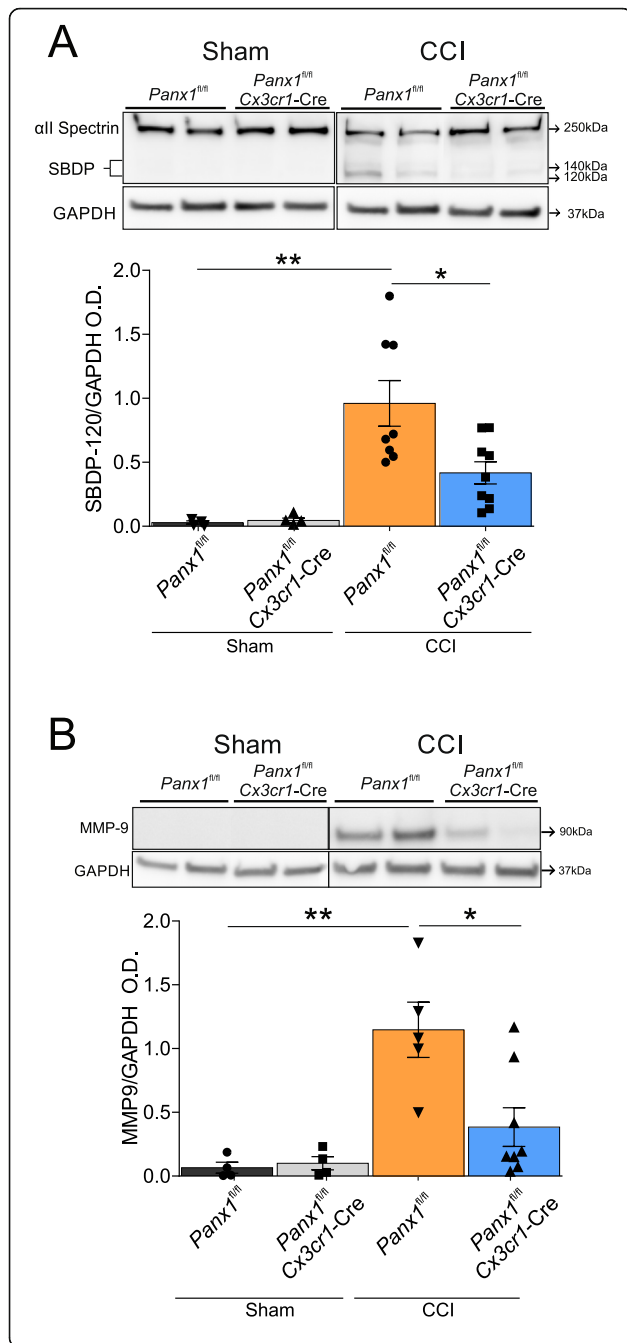 A
Sham CCI
Panx1fl/fl Panx1fl/fl Cx3cr1-Cre Panx1fl/fl Panx1fl/fl Cx3cr1-Cre
αII Spectrin →250kDa
SBDP →140kDa
→120kDa
GAPDH → 37kDa
** *
SBDP-120/GAPDH O.D.
2.0
1.5
1.0
0.5
0.0
Panx1fl/fl Panx1fl/fl Cx3cr1-Cre Panx1fl/fl Panx1fl/fl Cx3cr1-Cre
Sham CCI
B
Sham CCI
Panx1fl/fl Panx1fl/fl Cx3cr1-Cre Panx1fl/fl Panx1fl/fl Cx3cr1-Cre
MMP-9 → 90kDa
GAPDH →37kDa
** *
MMP9/GAPDH O.D.
2.0
1.5
1.0
0.5
0.0
Panx1fl/fl Panx1fl/fl Cx3cr1-Cre Panx1fl/fl Panx1fl/fl Cx3cr1-Cre
Sham CCI